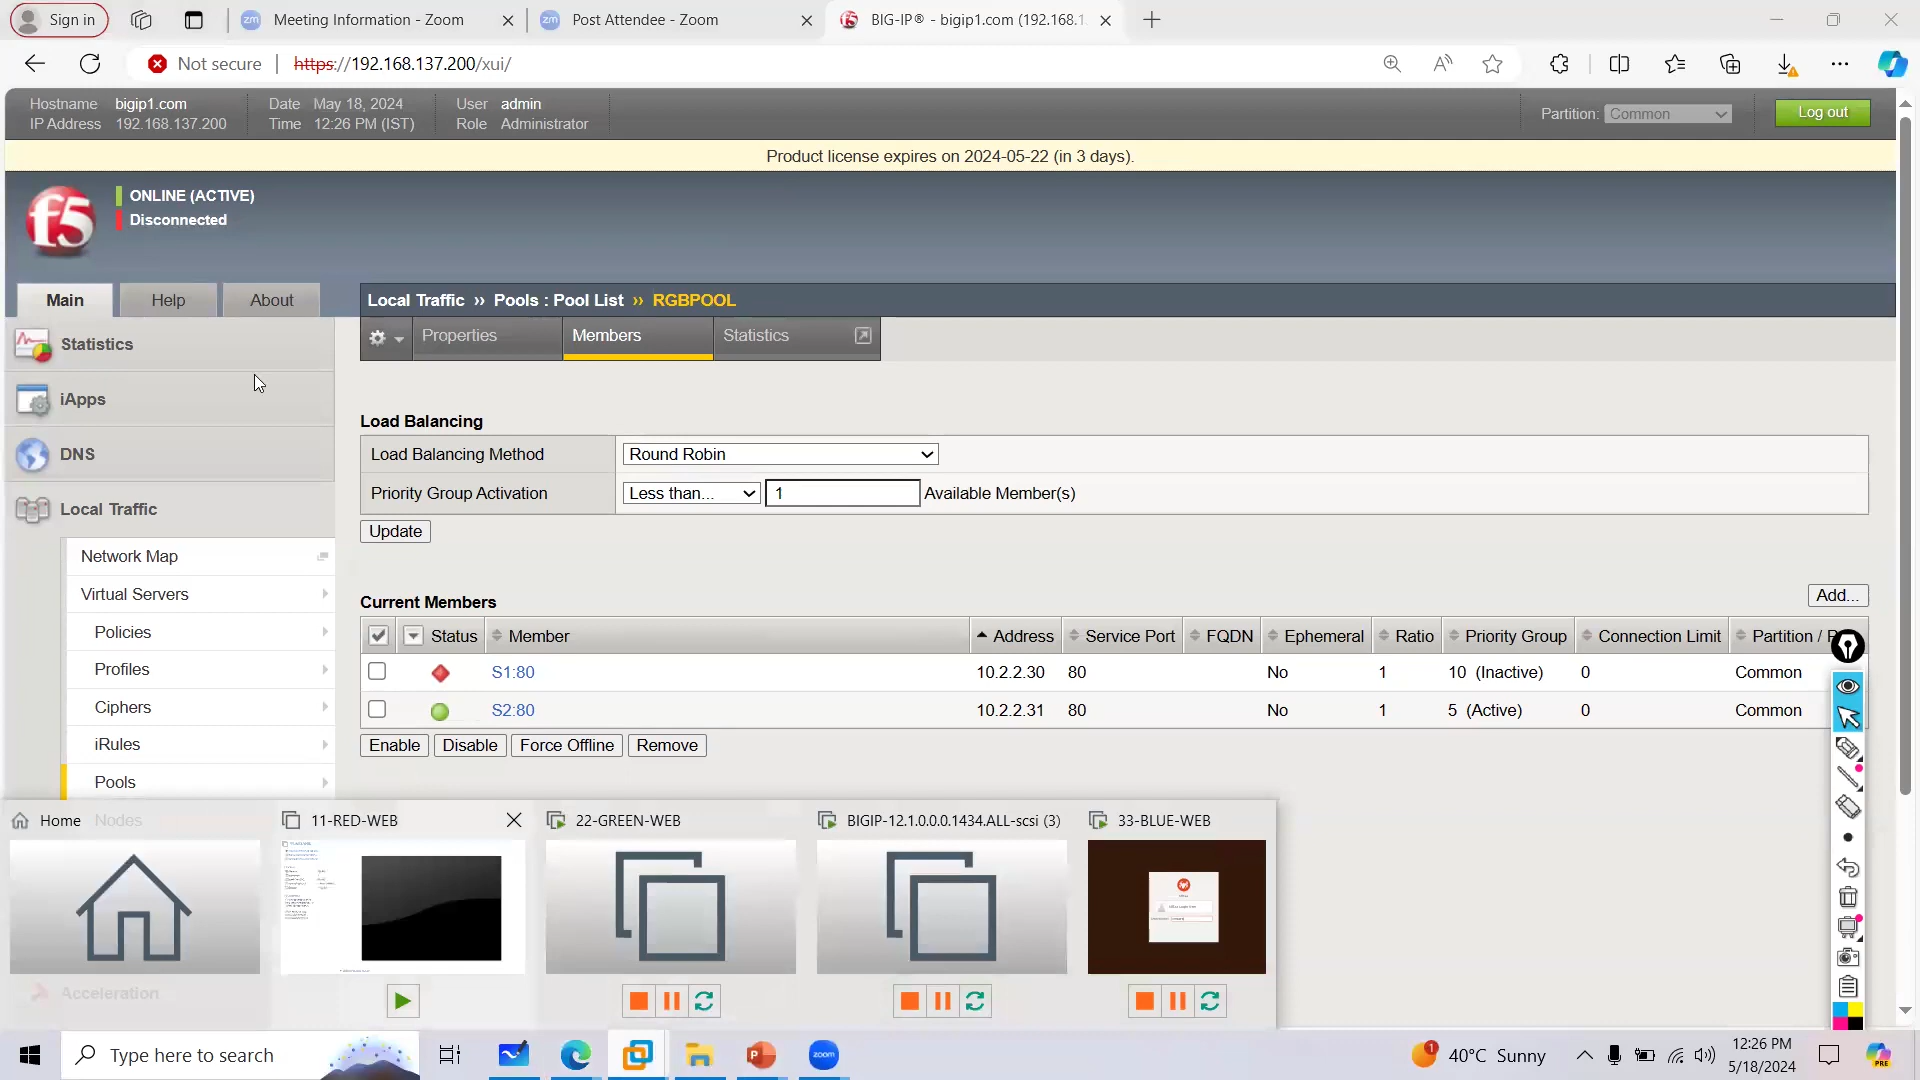 Sign in
Meeting Information - Zoom
Post Attendee - Zoom
BIG-IP® - bigip1.com (192.168.1
Not secure
https://192.168.137.200/xui/
Hostname bigip1.com
IP Address 192.168.137.200
Date May 18, 2024
Time 12:26 PM (IST)
User admin
Role Administrator
Partition: Common
Log out
Product license expires on 2024-05-22 (in 3 days).
f5
ONLINE (ACTIVE)
Disconnected
Main Help About
Local Traffic ›› Pools : Pool List ›› RGBPOOL
Properties Members Statistics
Statistics
iApps
DNS
Local Traffic
Network Map
Virtual Servers
Policies
Profiles
Ciphers
iRules
Pools
Nodes
Acceleration
Load Balancing
Load Balancing Method Round Robin
Priority Group Activation Less than... 1 Available Member(s)
Update
Current Members
Add...
Status Member Address Service Port FQDN Ephemeral Ratio Priority Group Connection Limit Partition / P
S1:80 10.2.2.30 80 No 1 10 (Inactive) 0 Common
S2:80 10.2.2.31 80 No 1 5 (Active) 0 Common
Enable Disable Force Offline Remove
Home
11-RED-WEB
22-GREEN-WEB
BIGIP-12.1.0.0.0.1434.ALL-scsi (3)
33-BLUE-WEB
Type here to search
zoom
1
40°C Sunny
12:26 PM
5/18/2024
PRE